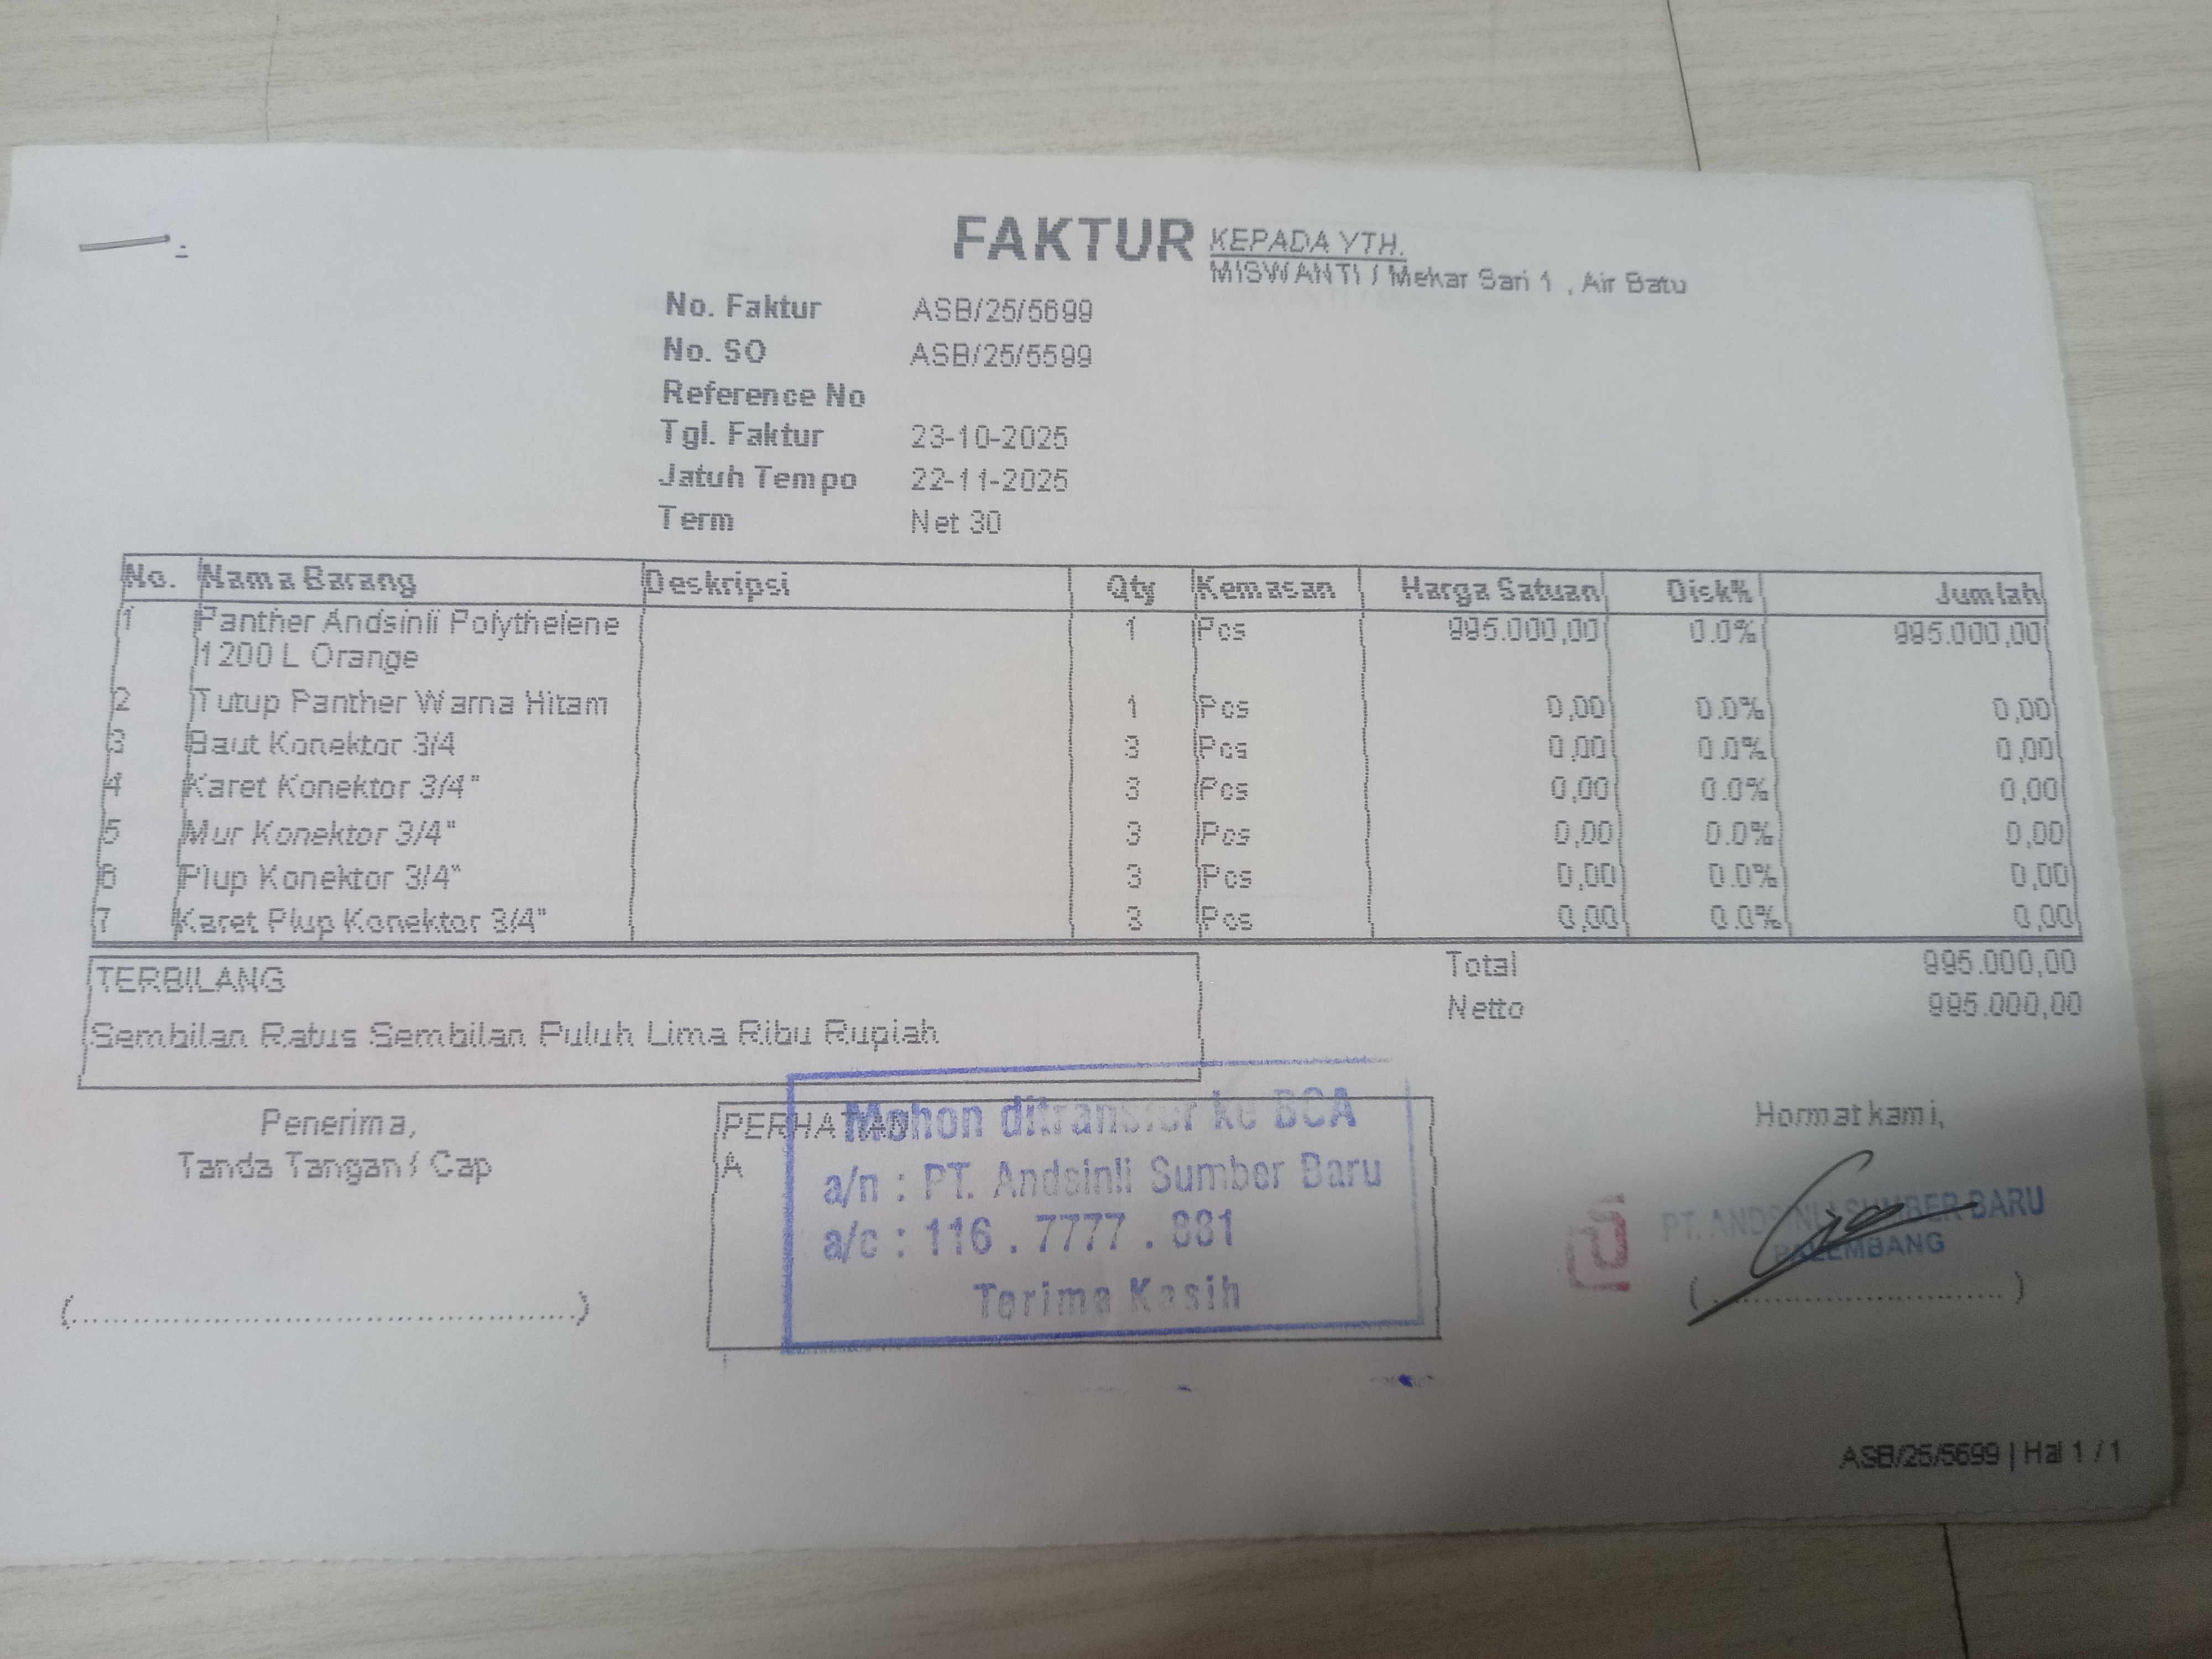 FAKTUR
KEPADA YTH.
MISWANTI / Mekar Sari 1 , Air Batu
No. Faktur ASB/25/5699
No. SO ASB/25/5599
Reference No
Tgl. Faktur 23-10-2025
Jatuh Tempo 22-11-2025
Term Net 30
No. Nama Barang Deskripsi Qty Kemasan Harga Satuan Disk% Jumlah
1 Panther Andsinli Polythelene 1 Pcs 995.000,00 0.0% 995.000,00
1200 L Orange
2 Tutup Panther Warna Hitam 1 Pcs 0,00 0.0% 0,00
3 Baut Konektor 3/4 3 Pcs 0,00 0.0% 0,00
4 Karet Konektor 3/4" 3 Pcs 0,00 0.0% 0,00
5 Mur Konektor 3/4" 3 Pcs 0,00 0.0% 0,00
6 Plup Konektor 3/4" 3 Pcs 0,00 0.0% 0,00
7 Karet Plup Konektor 3/4" 3 Pcs 0,00 0.0% 0,00
Total 995.000,00
Netto 995.000,00
TERBILANG
Sembilan Ratus Sembilan Puluh Lima Ribu Rupiah
Penerima,
Tanda Tangan / Cap
(................................................)
PERHATIAN
A
Mohon ditransfer ke BCA
a/n : PT. Andsinli Sumber Baru
a/c : 116 . 7777 . 881
Terima Kasih
Hormat kami,
PT. ANDSINLI SUMBER BARU
PALEMBANG
(................................)
ASB/25/5699 | Hal 1 / 1